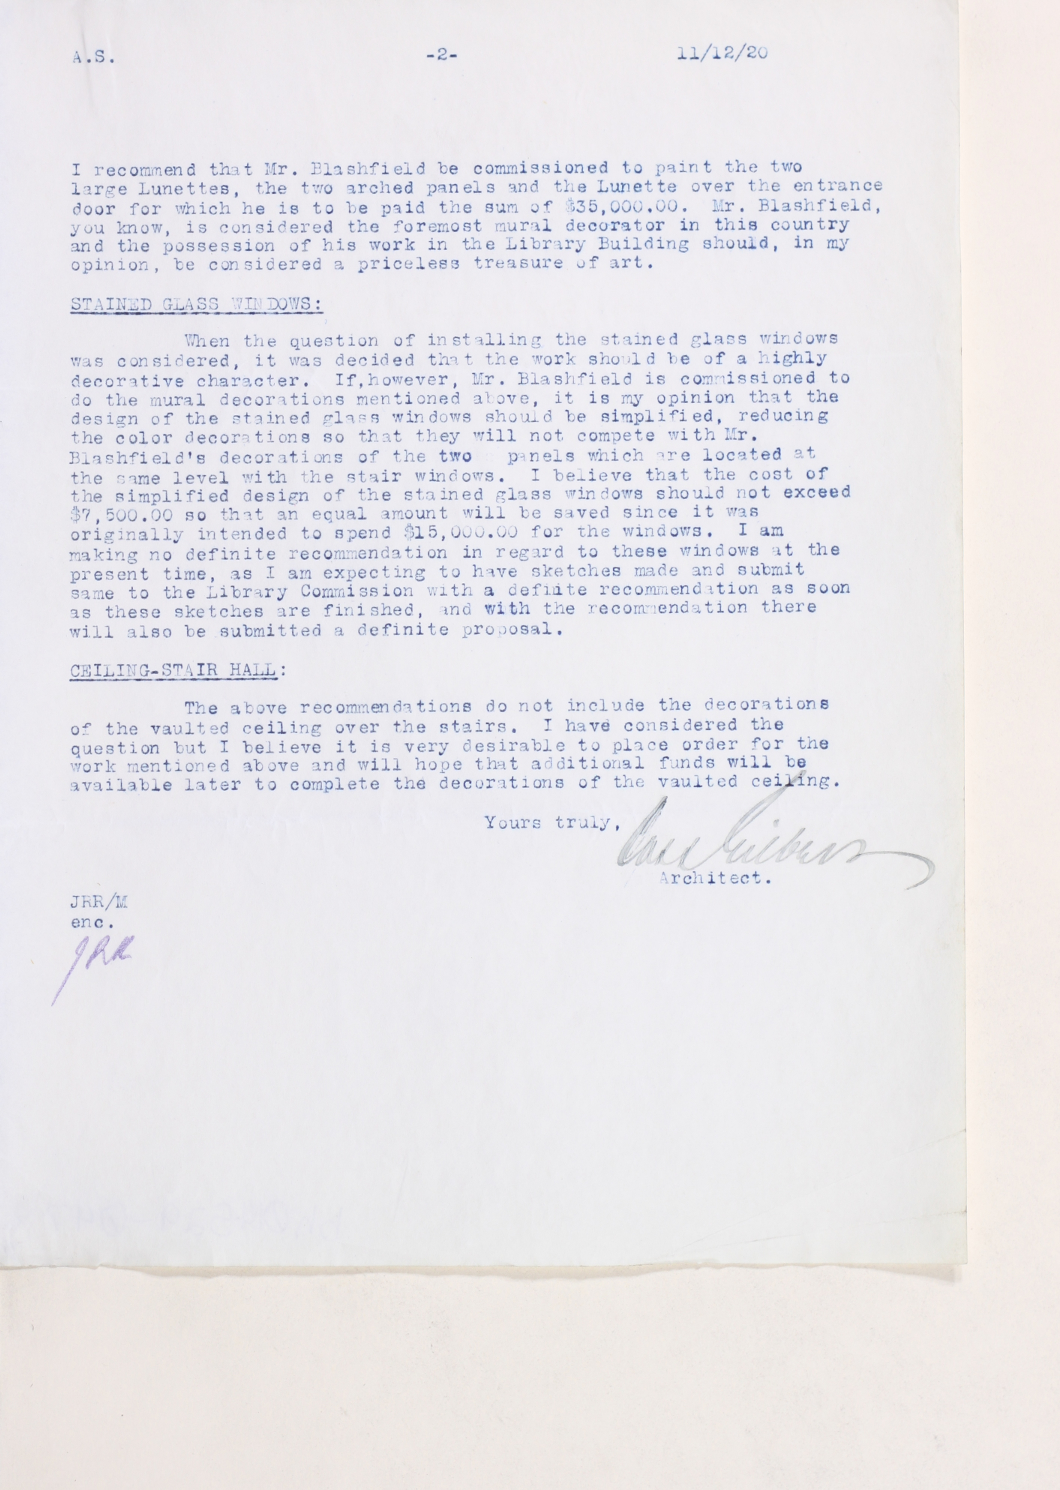 A.S. -2- 11/12/20
I recommend that Mr. Blashfield be commissioned to paint the two
large Lunettes, the two arched panels and the Lunette over the entrance
door for which he is to be paid the sum of $35,000.00. Mr. Blashfield,
you know, is considered the foremost mural decorator in this country
and the possession of his work in the Library Building should, in my
opinion, be considered a priceless treasure of art.
STAINED GLASS WINDOWS:
When the question of installing the stained glass windows
was considered, it was decided that the work should be of a highly
decorative character. If,however, Mr. Blashfield is commissioned to
do the mural decorations mentioned above, it is my opinion that the
design of the stained glass windows should be simplified, reducing
the color decorations so that they will not compete with Mr.
Blashfield's decorations of the two panels which are located at
the same level with the stair windows. I believe that the cost of
the simplified design of the stained glass windows should not exceed
$7,500.00 so that an equal amount will be saved since it was
originally intended to spend $15,000.00 for the windows. I am
making no definite recommendation in regard to these windows at the
present time, as I am expecting to have sketches made and submit
same to the Library Commission with a definite recommendation as soon
as these sketches are finished, and with the recommendation there
will also be submitted a definite proposal.
CEILING-STAIR HALL:
The above recommendations do not include the decorations
of the vaulted ceiling over the stairs. I have considered the
question but I believe it is very desirable to place order for the
work mentioned above and will hope that additional funds will be
available later to complete the decorations of the vaulted ceiling.
Yours truly,
Cass Gilbert
Architect.
JRR/M
enc.
JRR